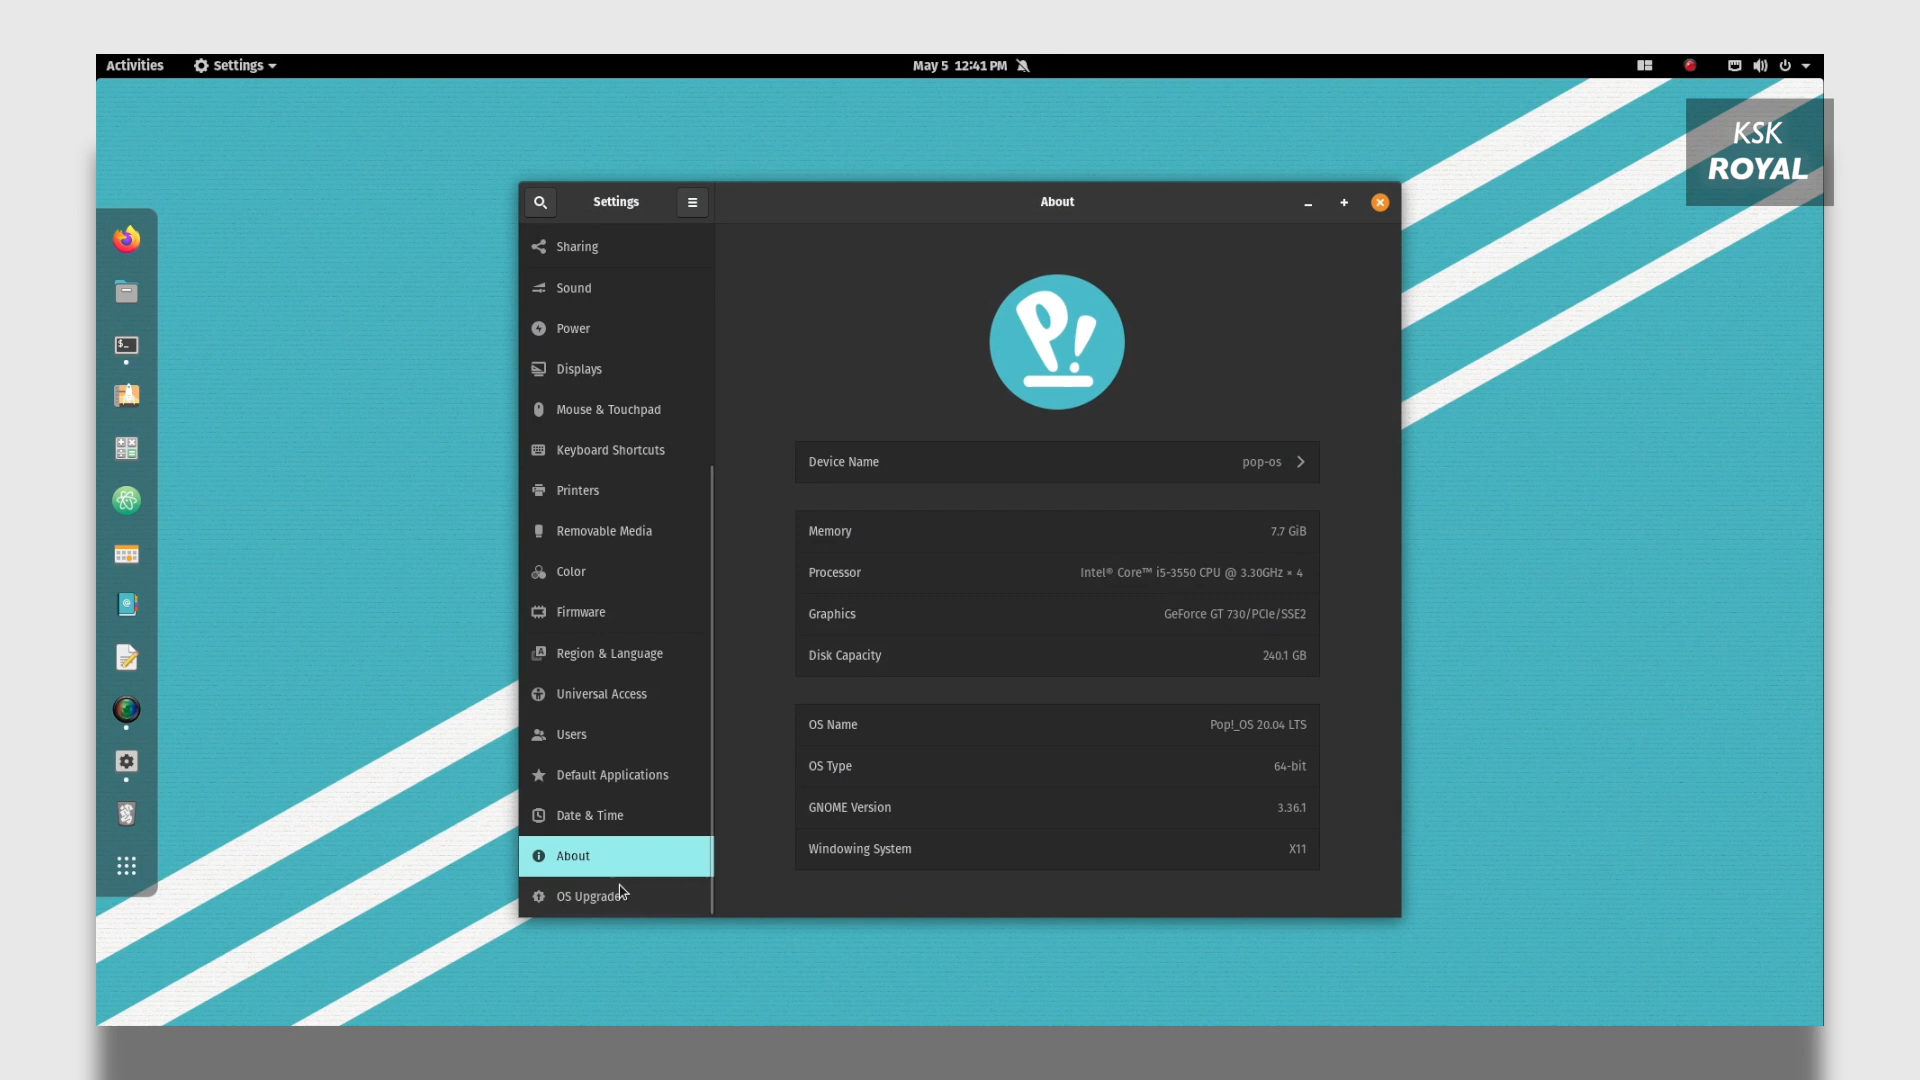 Activities Settings May 5 12:41 PM
KSK
ROYAL
Settings
About
Sharing
Sound
Power
Displays
Mouse & Touchpad
Keyboard Shortcuts
Printers
Removable Media
Color
Firmware
Region & Language
Universal Access
Users
Default Applications
Date & Time
About
OS Upgrade
P!
Device Name pop-os
Memory 7.7 GiB
Processor Intel® Core™ i5-3550 CPU @ 3.30GHz × 4
Graphics GeForce GT 730/PCIe/SSE2
Disk Capacity 240.1 GB
OS Name Pop!_OS 20.04 LTS
OS Type 64-bit
GNOME Version 3.36.1
Windowing System X11